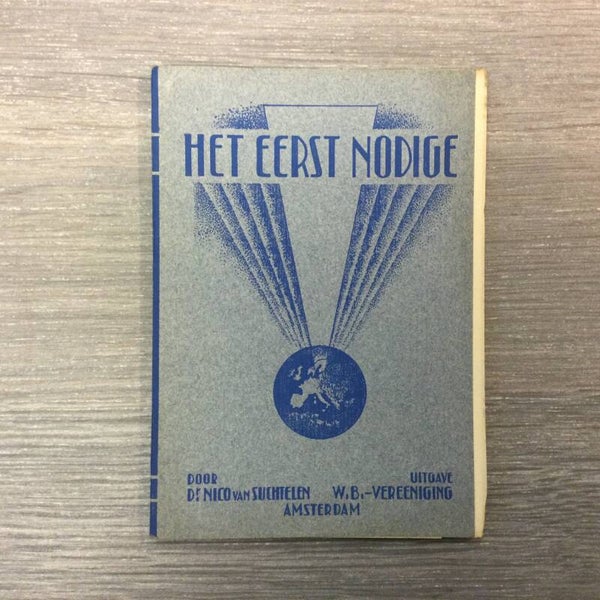 HET EERST NODIGE
DOOR UITGAVE
Dr. NICO VAN SUCHTELEN W.B.-VEREENIGING
AMSTERDAM